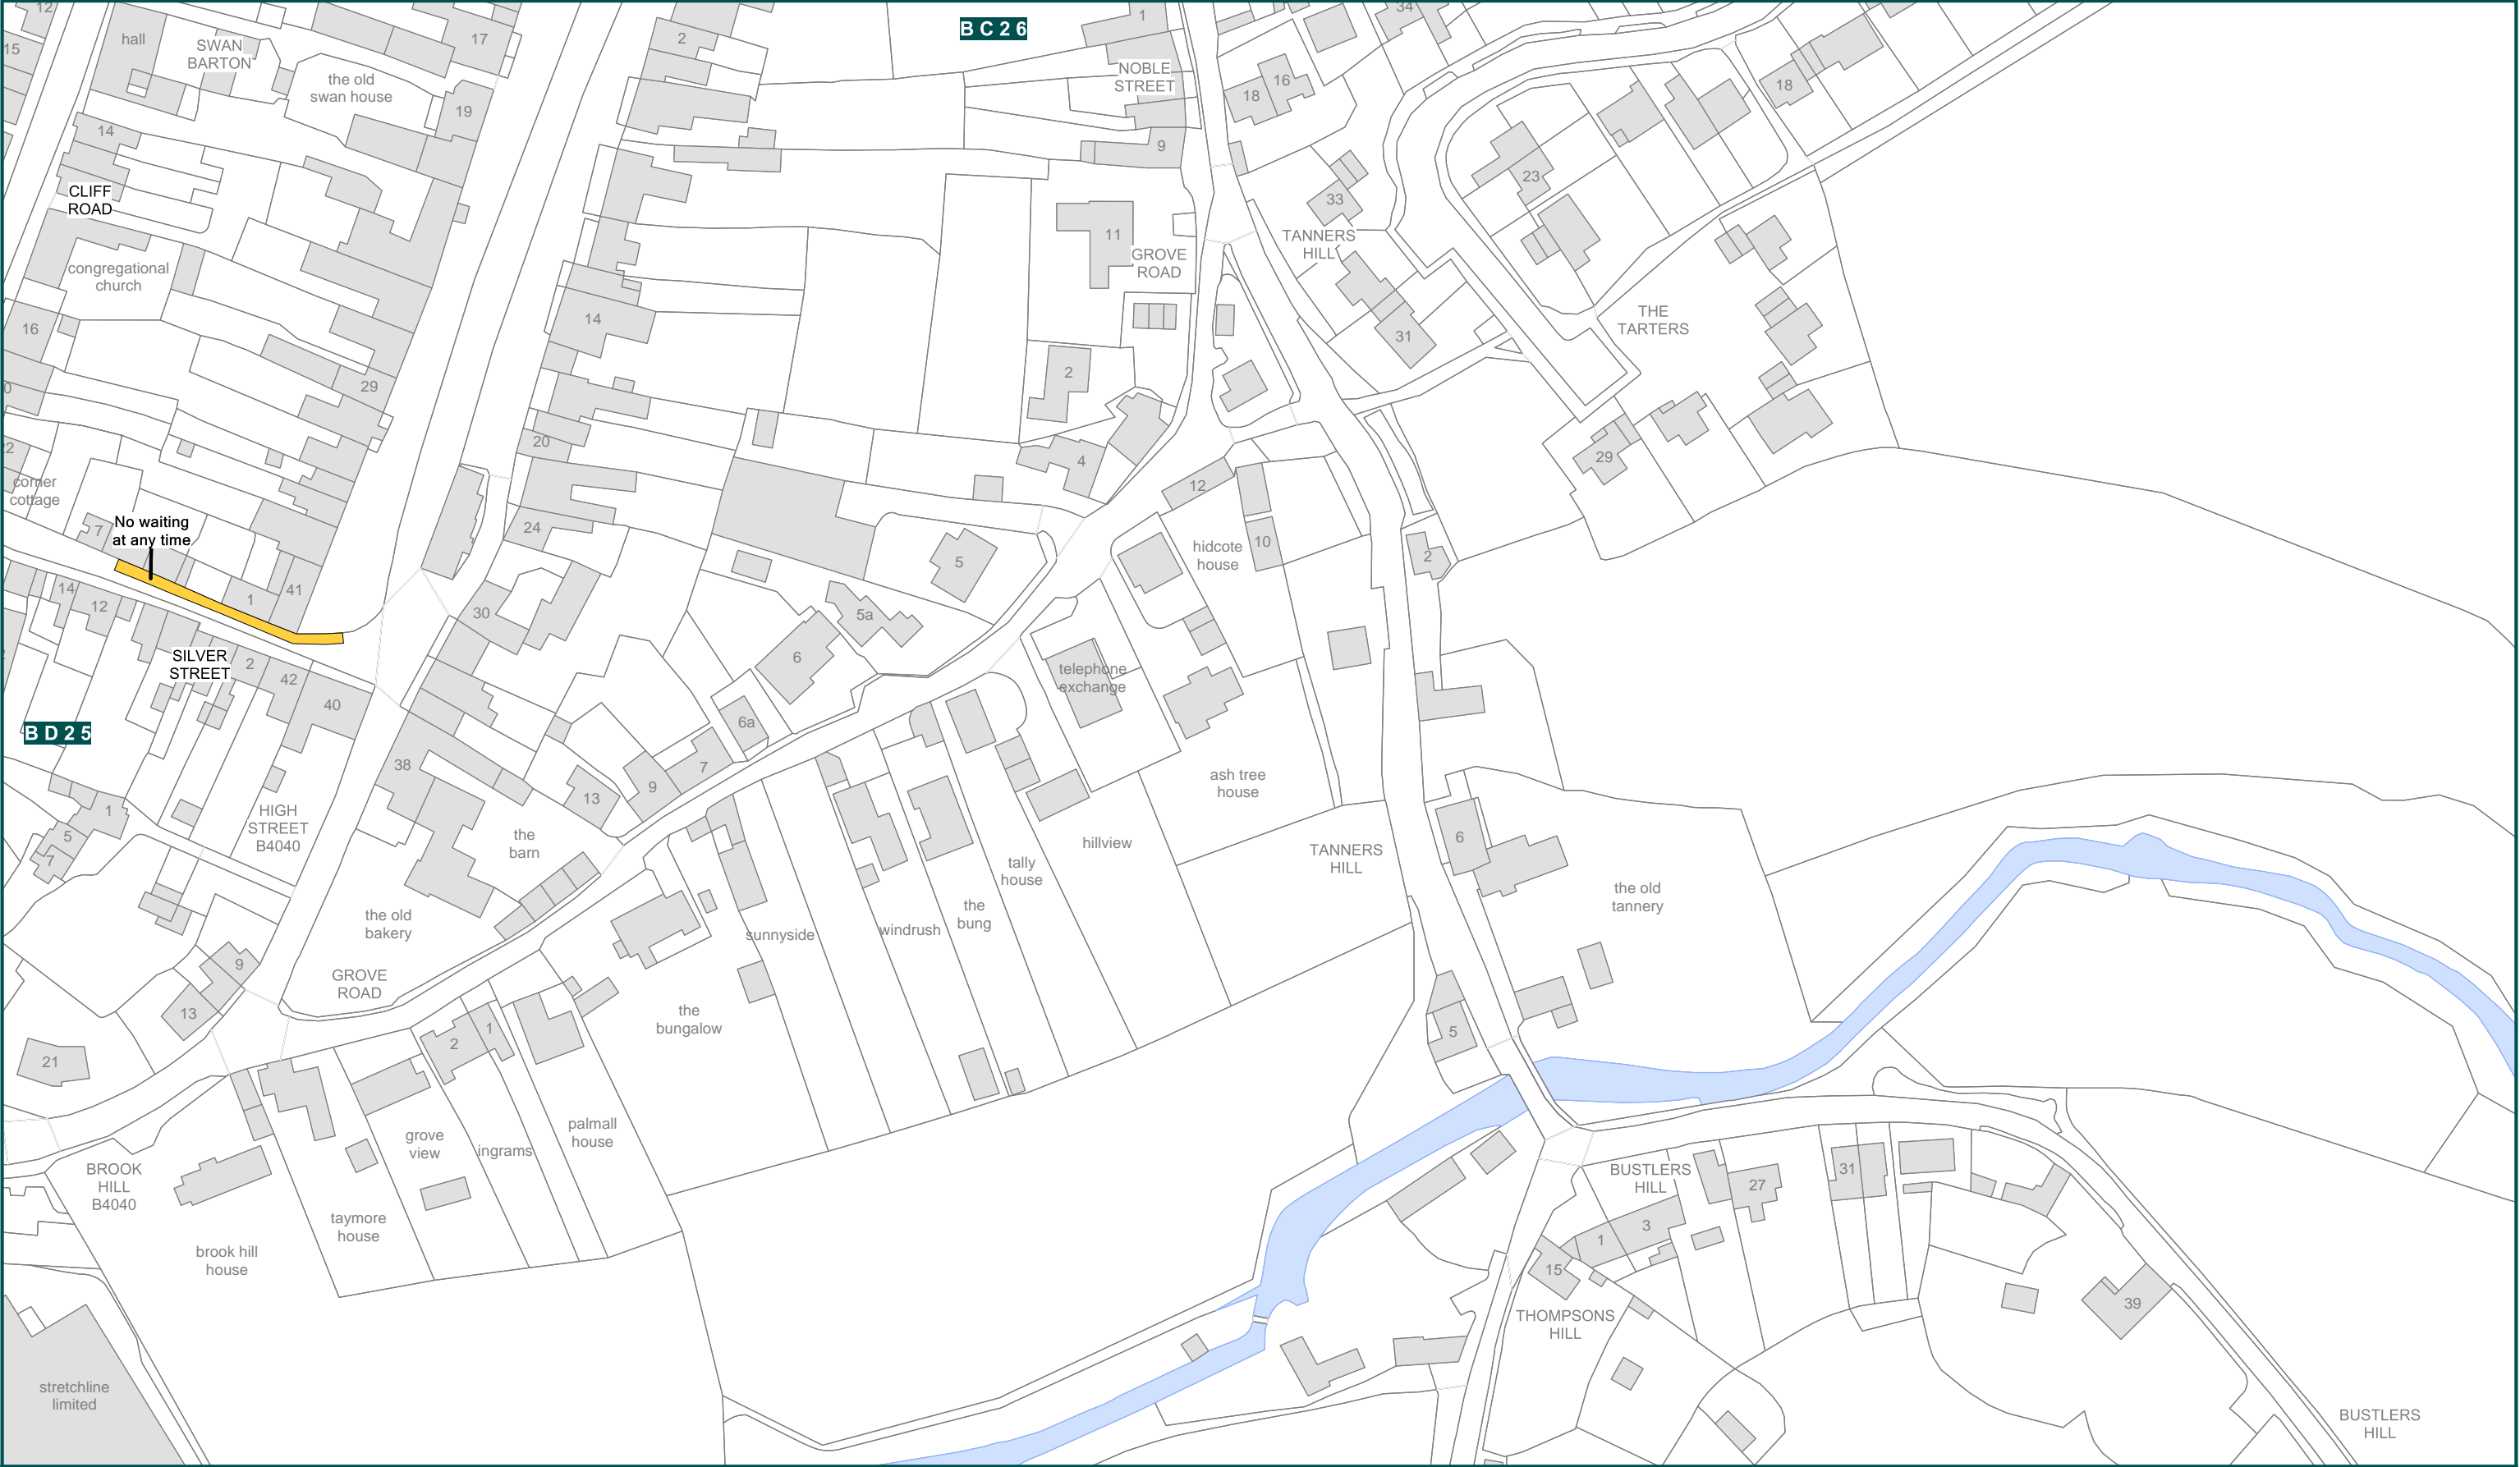 12
hall
SWAN
BARTON
17
2
B C 2 6
1
34
15
the old
swan house
NOBLE
STREET
18
16
18
19
14
9
23
CLIFF
ROAD
33
11
TANNERS
HILL
GROVE
ROAD
congregational
church
16
14
THE
TARTERS
31
29
2
20
22
4
29
corner
cottage
12
7
No waiting
at any time
24
10
hidcote
house
2
5
14
12
1
41
30
5a
SILVER
STREET
2
42
40
6
telephone
exchange
B D 2 5
6a
38
7
9
13
ash tree
house
1
HIGH
STREET
B4040
5
7
the
barn
6
hillview
TANNERS
HILL
tally
house
the
bung
the old
tannery
the old
bakery
sunnyside
windrush
9
GROVE
ROAD
13
the
bungalow
2
1
5
21
palmall
house
grove
view
ingrams
BROOK
HILL
B4040
BUSTLERS
HILL
31
27
taymore
house
3
1
brook hill
house
15
39
THOMPSONS
HILL
stretchline
limited
BUSTLERS
HILL